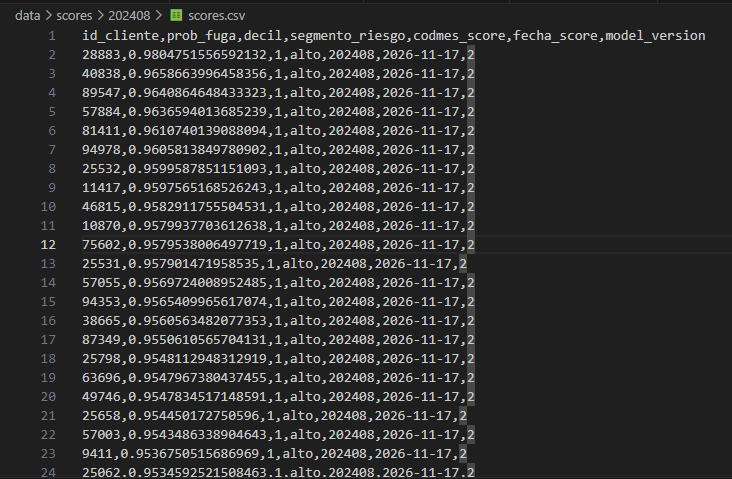 data > scores > 202408 > scores.csv
1 id_cliente,prob_fuga,decil,segmento_riesgo,codmes_score,fecha_score,model_version
2 28883,0.9804751556592132,1,alto,202408,2026-11-17,2
3 40838,0.9658663996458356,1,alto,202408,2026-11-17,2
4 89547,0.9640864648433323,1,alto,202408,2026-11-17,2
5 57884,0.9636594013685239,1,alto,202408,2026-11-17,2
6 81411,0.9610740139088094,1,alto,202408,2026-11-17,2
7 94978,0.9605813849780902,1,alto,202408,2026-11-17,2
8 25532,0.9599587851151093,1,alto,202408,2026-11-17,2
9 11417,0.9597565168526243,1,alto,202408,2026-11-17,2
10 46815,0.9582911755504531,1,alto,202408,2026-11-17,2
11 10870,0.9579937703612638,1,alto,202408,2026-11-17,2
12 75602,0.9579538006497719,1,alto,202408,2026-11-17,2
13 25531,0.957901471958535,1,alto,202408,2026-11-17,2
14 57055,0.9569724008952485,1,alto,202408,2026-11-17,2
15 94353,0.9565409965617074,1,alto,202408,2026-11-17,2
16 38665,0.9560563482077353,1,alto,202408,2026-11-17,2
17 87349,0.9550610565704131,1,alto,202408,2026-11-17,2
18 25798,0.9548112948312919,1,alto,202408,2026-11-17,2
19 63696,0.9547967380437455,1,alto,202408,2026-11-17,2
20 49746,0.9547834517148591,1,alto,202408,2026-11-17,2
21 25658,0.954450172750596,1,alto,202408,2026-11-17,2
22 57003,0.9543486338904643,1,alto,202408,2026-11-17,2
23 9411,0.9536750515686969,1,alto,202408,2026-11-17,2
24 25062,0.9534592521508463,1,alto,202408,2026-11-17,2